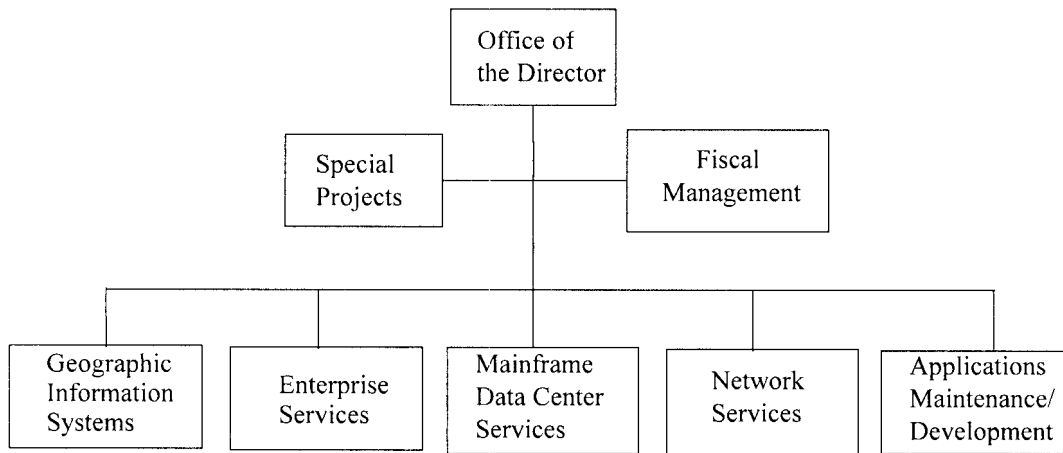 Office of
the Director
Special
Projects
Fiscal
Management
Geographic
Information
Systems
Enterprise
Services
Mainframe
Data Center
Services
Network
Services
Applications
Maintenance/
Development